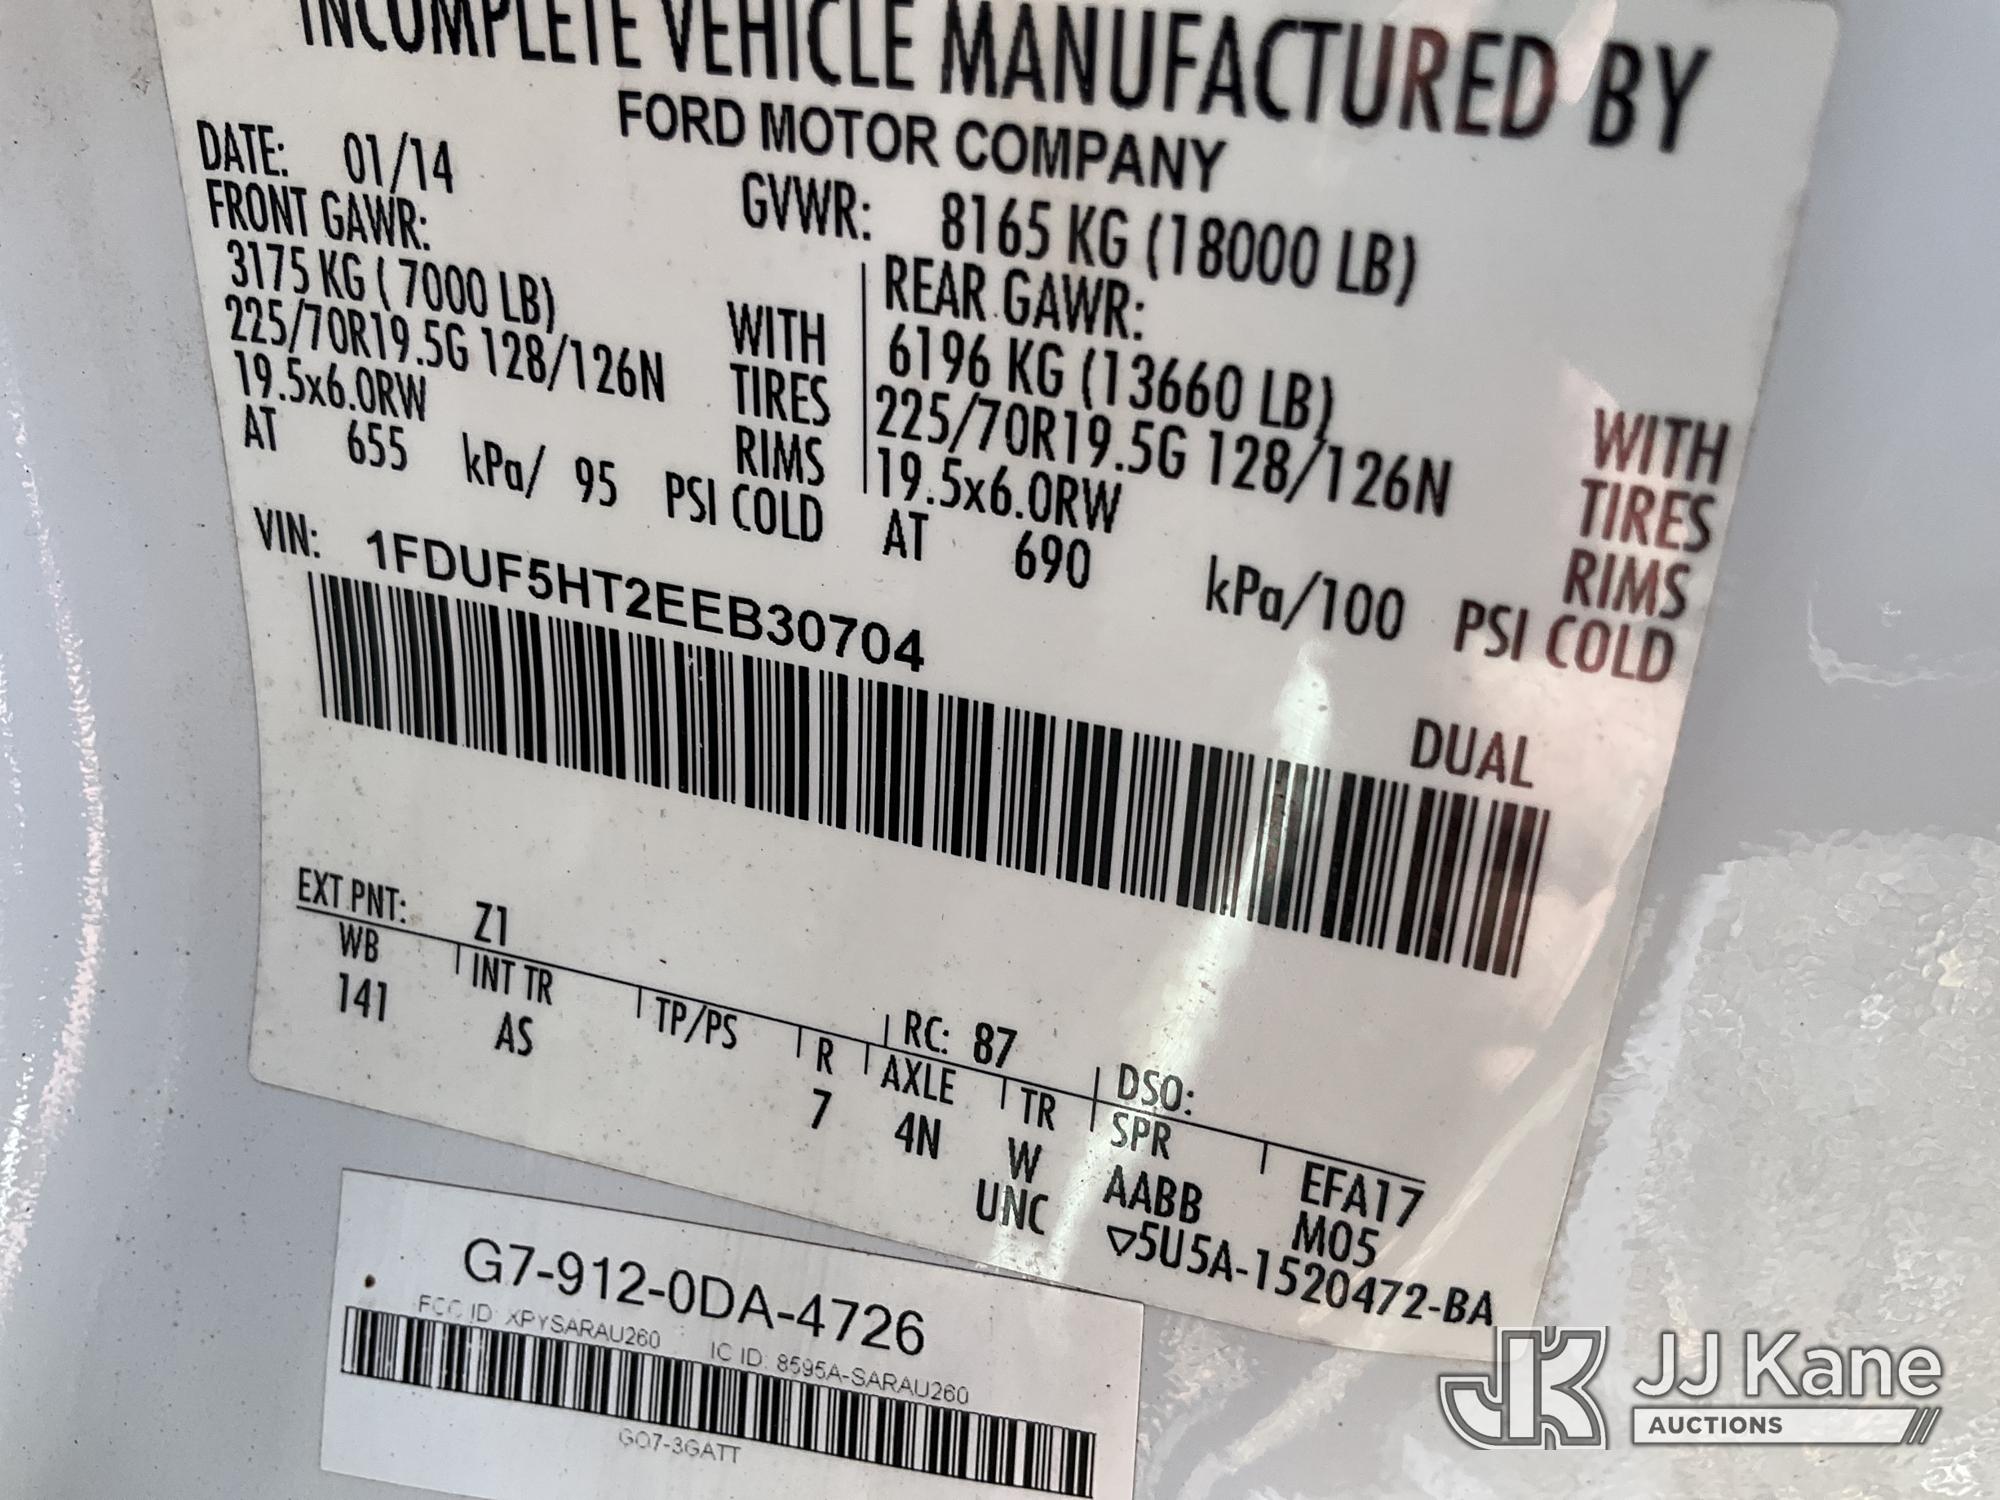 INCOMPLETE VEHICLE MANUFACTURED BY
FORD MOTOR COMPANY
DATE: 01/14
GVWR: 8165 KG (18000 LB)
FRONT GAWR:
3175 KG ( 7000 LB)
225/70R19.5G 128/126N
19.5x6.0RW
AT 655 kPa/ 95 PSI COLD
WITH
TIRES
RIMS
REAR GAWR:
6196 KG (13660 LB)
225/70R19.5G 128/126N
19.5x6.0RW
AT 690 kPa/100 PSI COLD
WITH
TIRES
RIMS
VIN: 1FDUF5HT2EEB30704
DUAL
EXT PNT: Z1
RC: 87
DSO:
WB INT TR TP/PS R AXLE TR SPR EFA17
141 AS 7 4N W AABB M05
UNC ▽5U5A-1520472-BA
G7-912-0DA-4726
FCC ID: XPYSARAU260 IC ID: 8595A-SARAU260
GO7-3GATT
JK JJ Kane
AUCTIONS